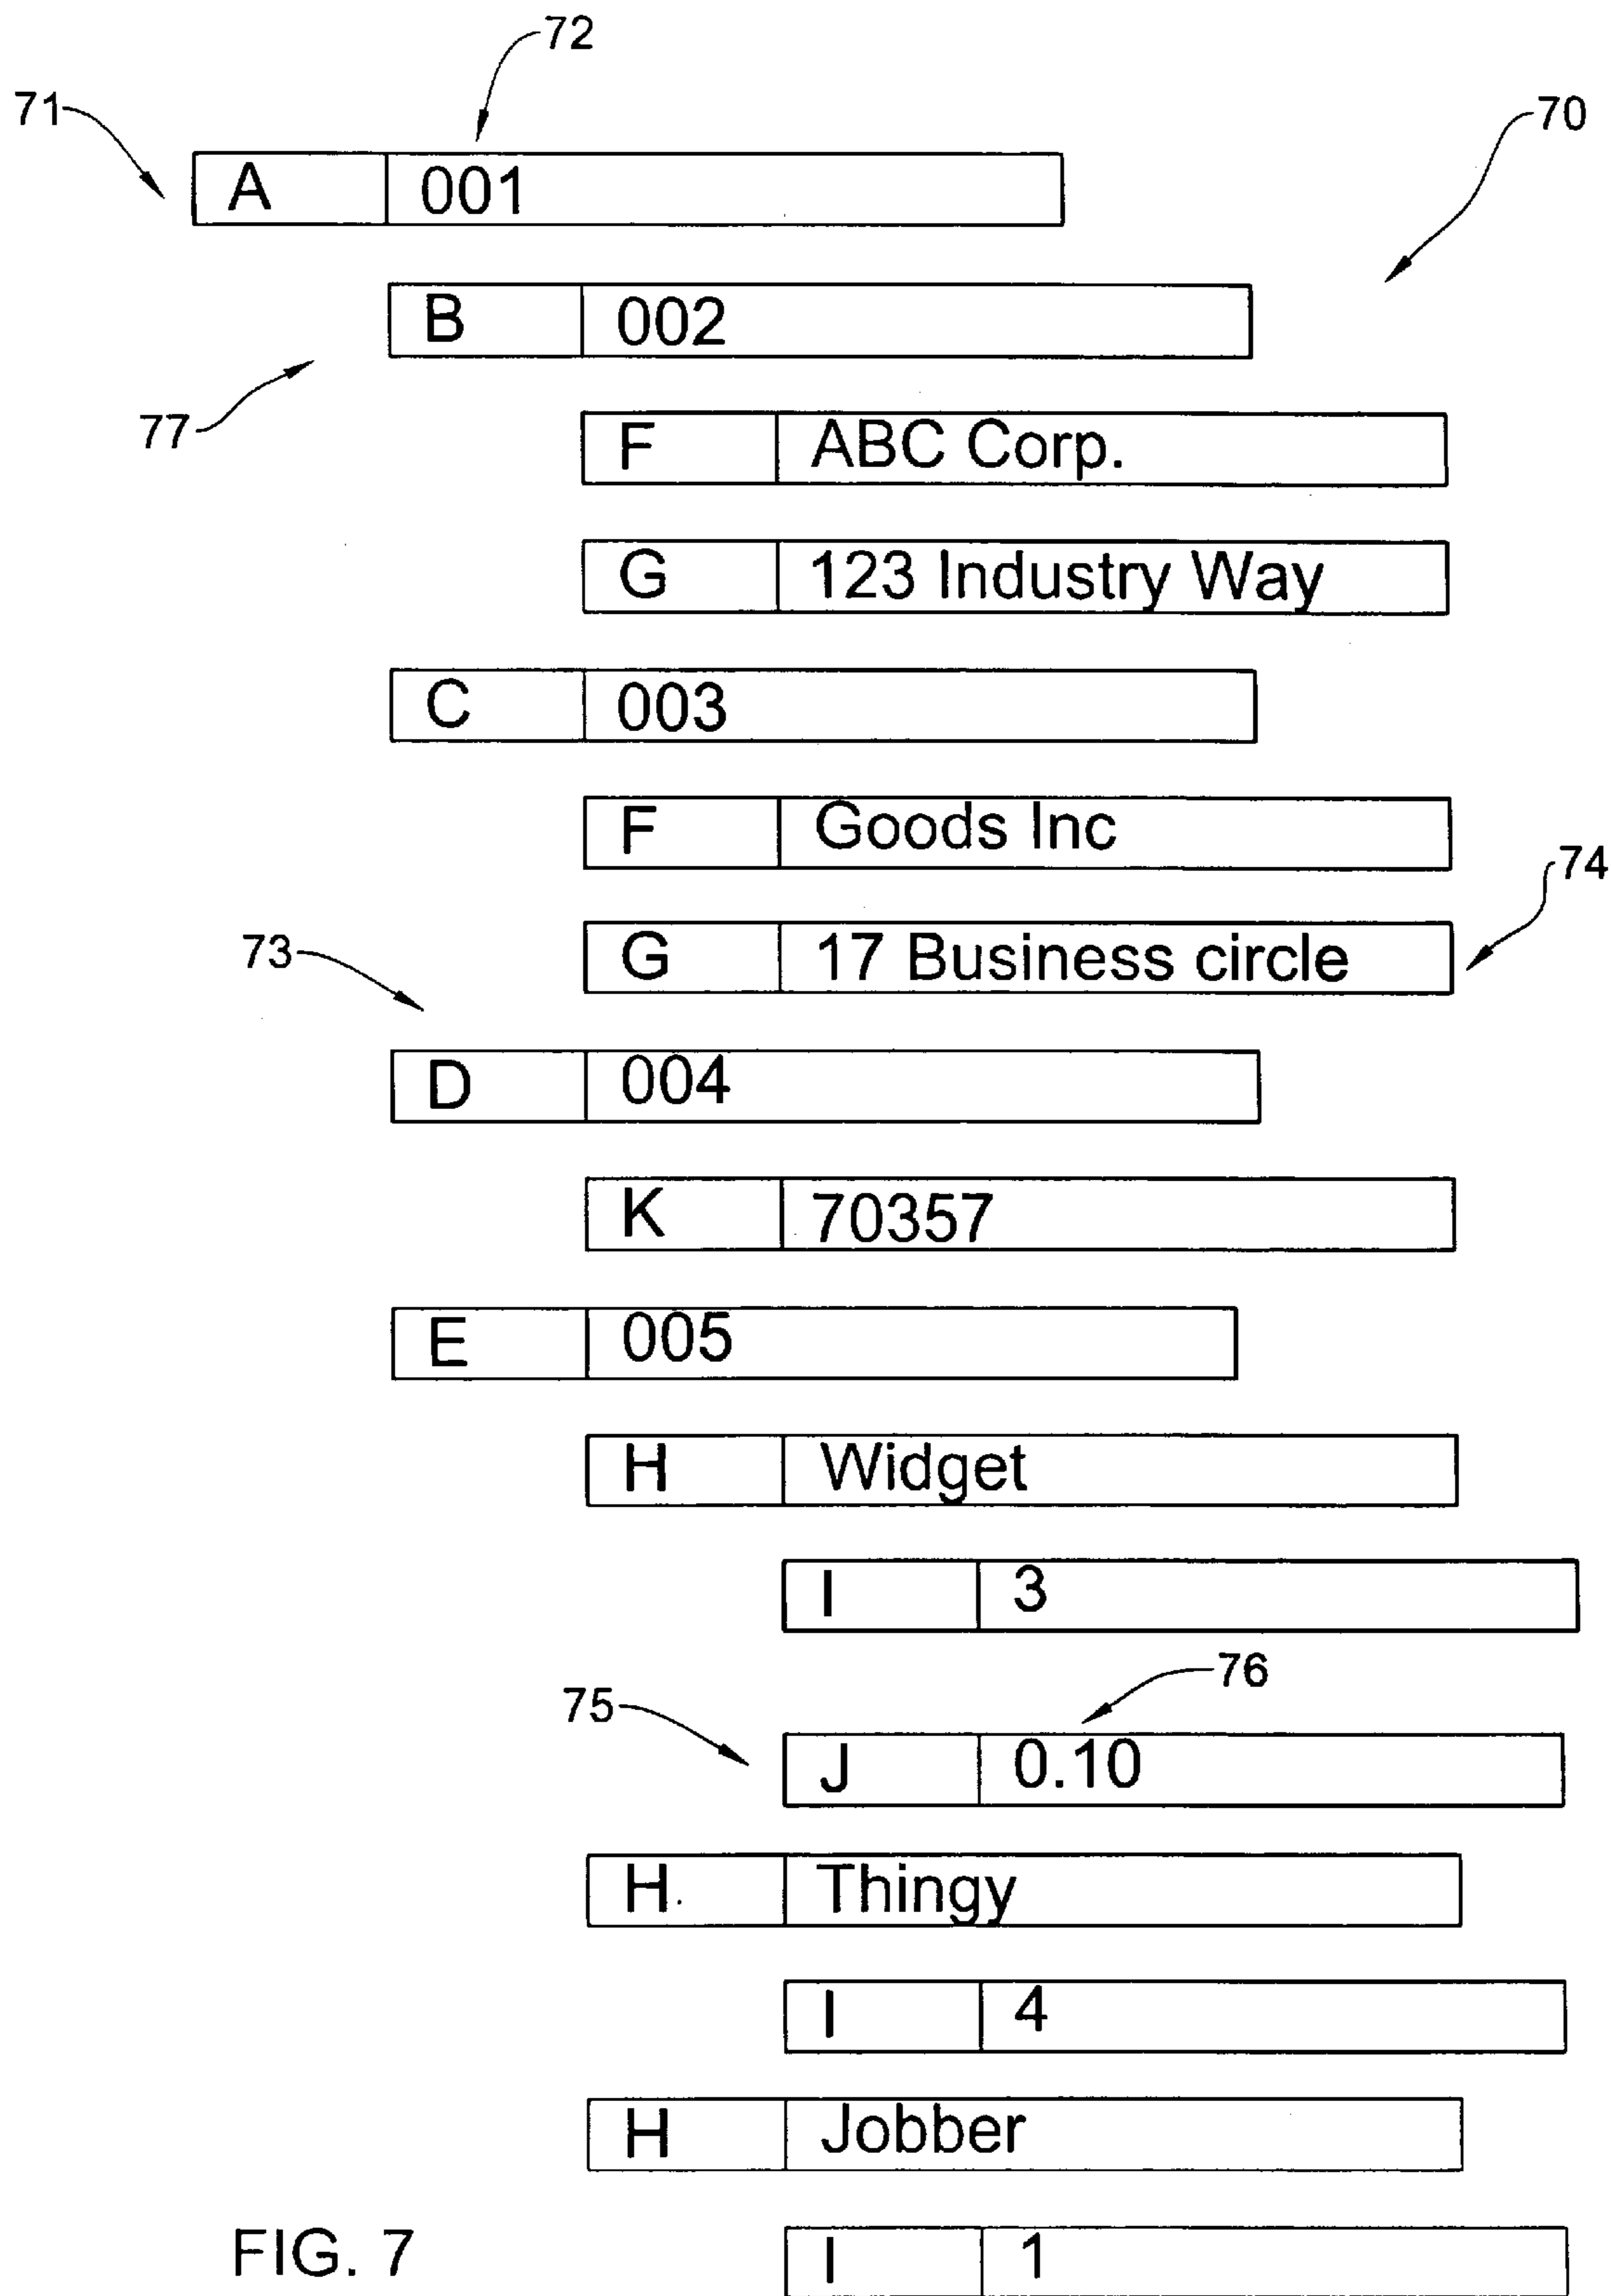 72
71
70
A 001
B 002
77
F ABC Corp.
G 123 Industry Way
C 003
F Goods Inc
74
G 17 Business circle
73
D 004
K 70357
E 005
H Widget
I 3
76
75
J 0.10
H Thingy
I 4
H Jobber
FIG. 7
I 1